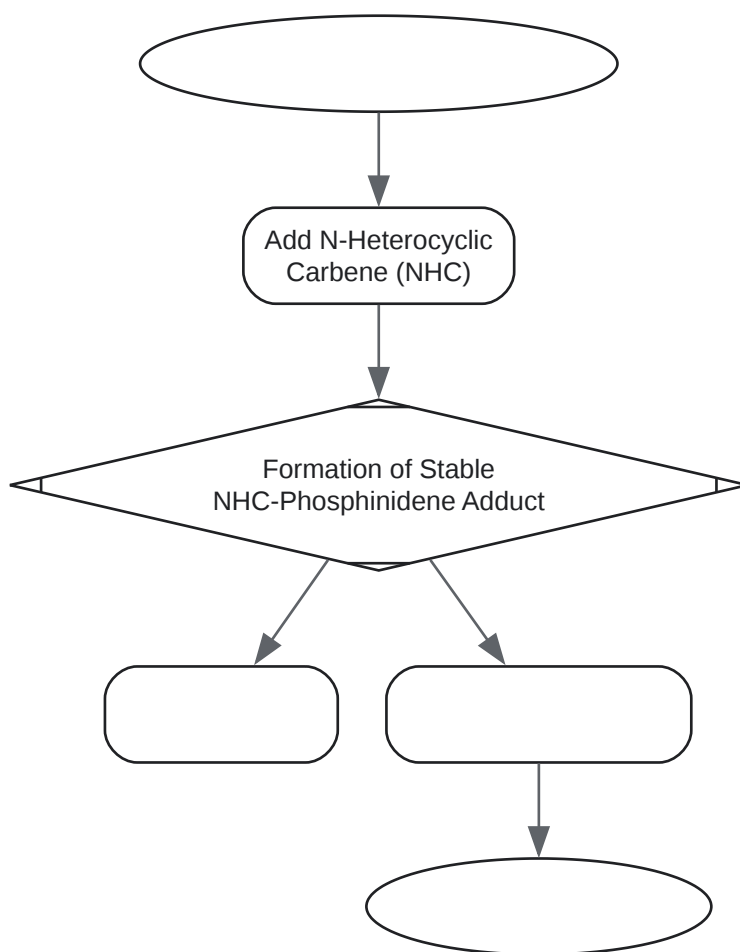 Add N-Heterocyclic
Carbene (NHC)
Formation of Stable
NHC-Phosphinidene Adduct